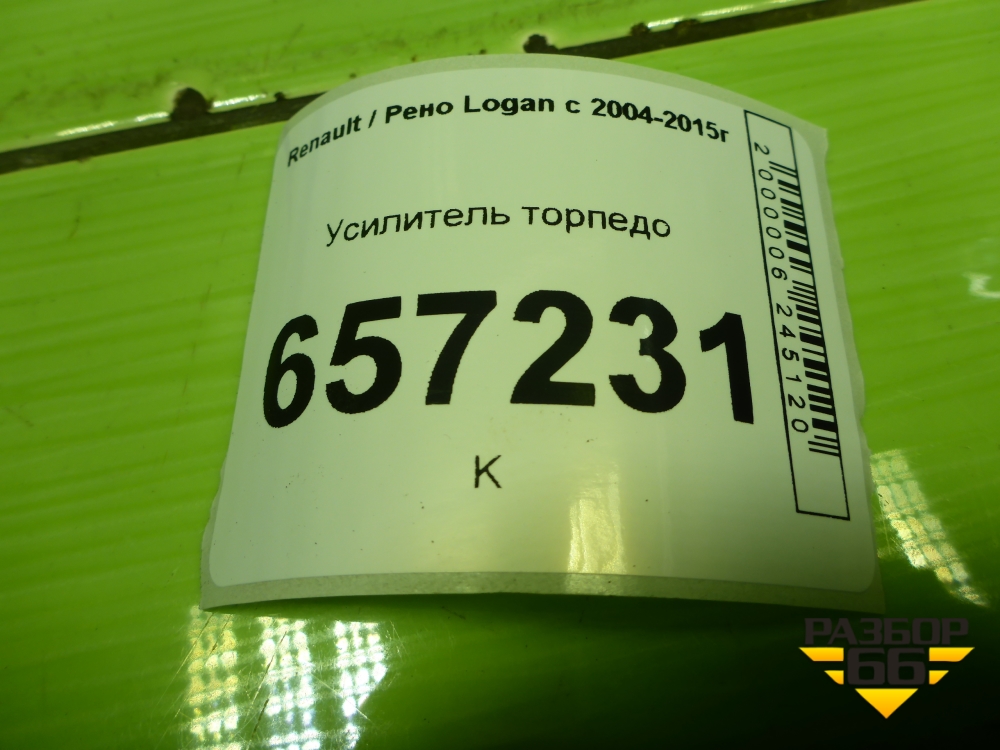 Renault / Рено Logan с 2004-2015г
Усилитель торпедо
657231
К
2000006245120
РАЗБОР
66